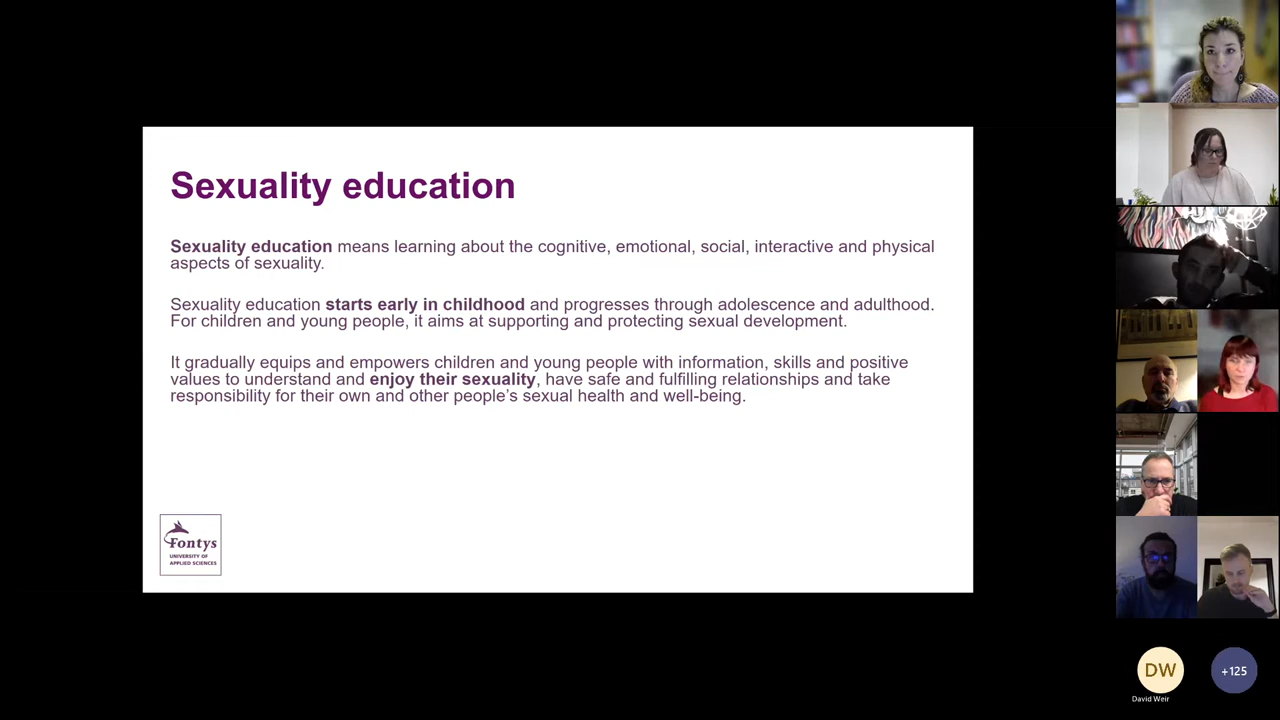 Sexuality education
Sexuality education means learning about the cognitive, emotional, social, interactive and physical
aspects of sexuality.
Sexuality education starts early in childhood and progresses through adolescence and adulthood.
For children and young people, it aims at supporting and protecting sexual development.
It gradually equips and empowers children and young people with information, skills and positive
values to understand and enjoy their sexuality, have safe and fulfilling relationships and take
responsibility for their own and other people's sexual health and well-being.
Fontys
UNIVERSITY OF
APPLIED SCIENCES
DW
+125
David Weir